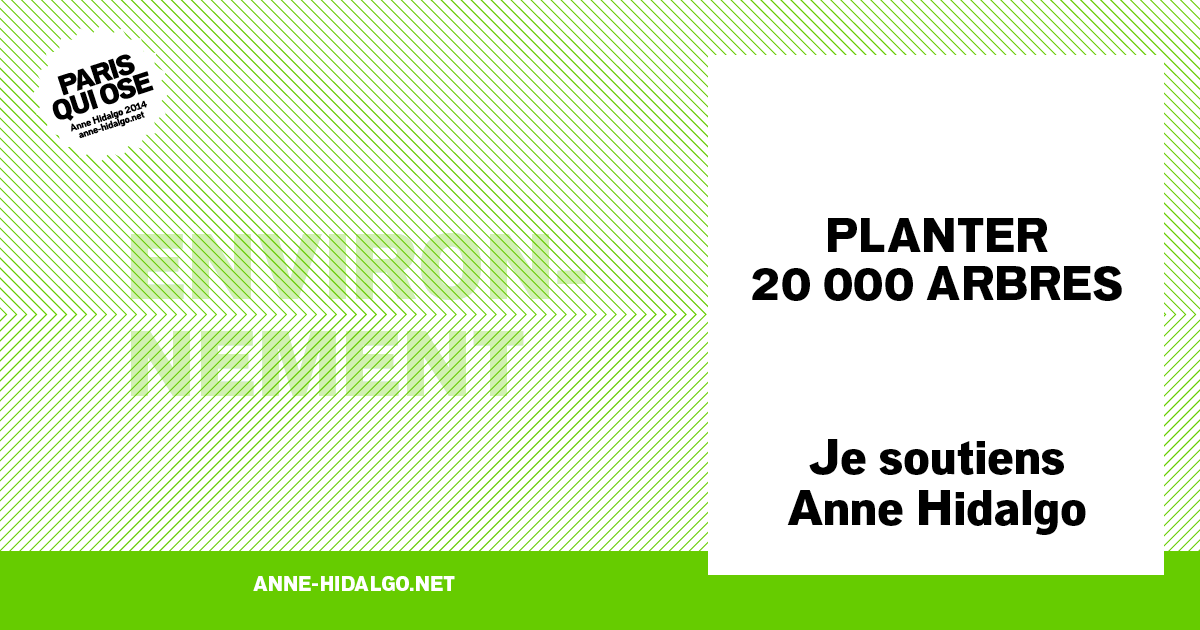 PARIS
QUI OSE
Anne Hidalgo 2014
anne-hidalgo.net
ENVIRON-
NEMENT
PLANTER
20 000 ARBRES
Je soutiens
Anne Hidalgo
ANNE-HIDALGO.NET